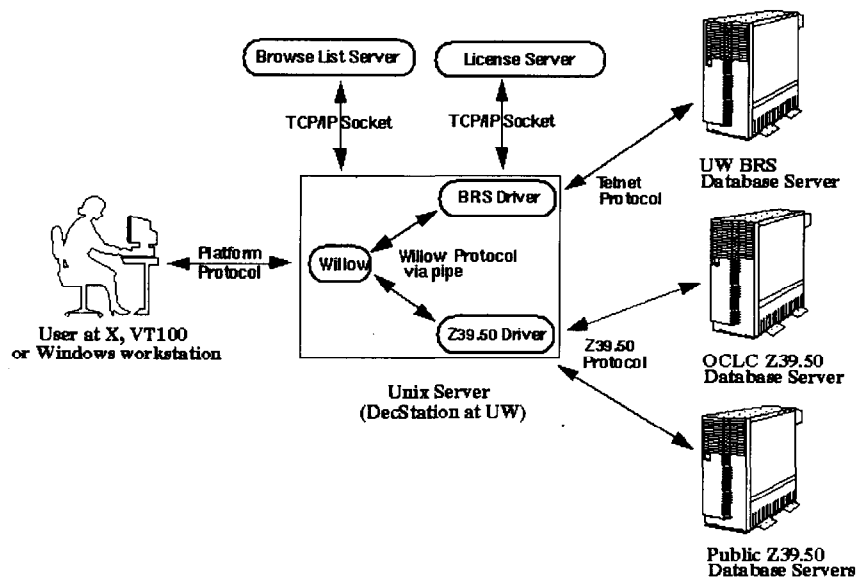 Browse List Server
License Server
TCP/IP Socket
TCP/IP Socket
UW BRS
Database Server
BRS Driver
Telnet
Protocol
Platform
Protocol
Willow
Willow Protocol
via pipe
User at X, VT100
or Windows workstation
Z39.50 Driver
Z39.50
Protocol
OCLC Z39.50
Database Server
Unix Server
(DecStation at UW)
Public Z39.50
Database Servers